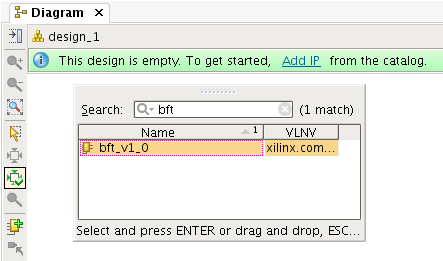 Diagram
design_1
This design is empty. To get started, Add IP from the catalog.
Search: bft (1 match)
Name 1 VLNV
bft_v1_0 xilinx.com...
Select and press ENTER or drag and drop, ESC...